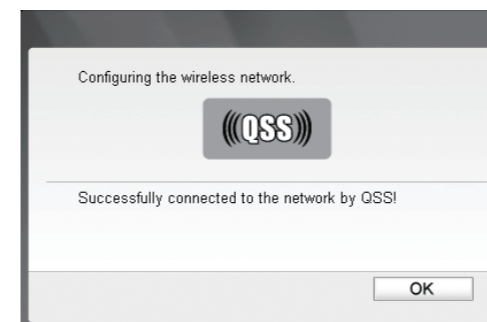 Configuring the wireless network.
(((QSS)))
Successfully connected to the network by QSS!
OK